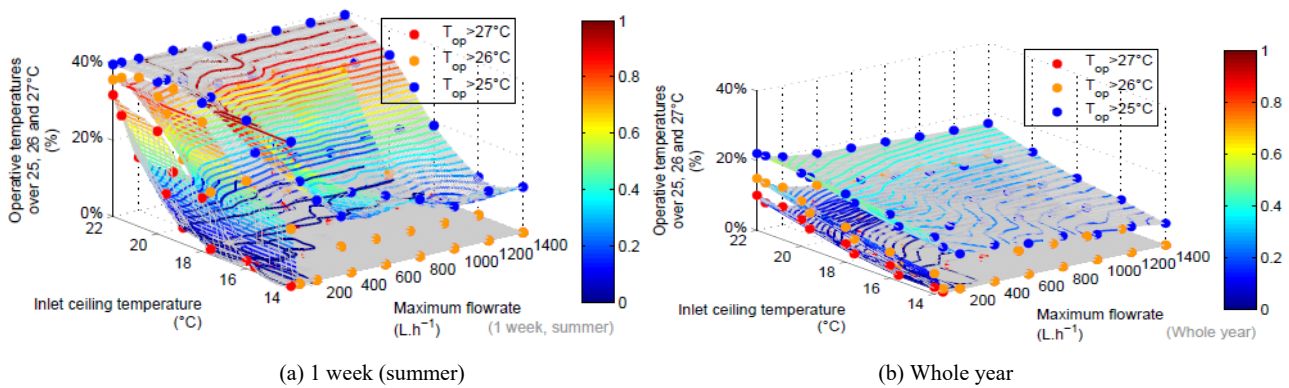 Operative temperatures
over 25, 26 and 27°C
(%)
40%
20%
0%
22
20
18
16
14
Inlet ceiling temperature
(°C)
200
400
600
800
1000
1200
1400
Maximum flowrate
(L.h⁻¹)
(1 week, summer)
T_op>27°C
T_op>26°C
T_op>25°C
1
0.8
0.6
0.4
0.2
0
(a) 1 week (summer)
Operative temperatures
over 25, 26 and 27°C
(%)
40%
20%
0%
22
20
18
16
14
Inlet ceiling temperature
(°C)
200
400
600
800
1000
1200
1400
Maximum flowrate
(L.h⁻¹)
(Whole year)
T_op>27°C
T_op>26°C
T_op>25°C
1
0.8
0.6
0.4
0.2
0
(b) Whole year